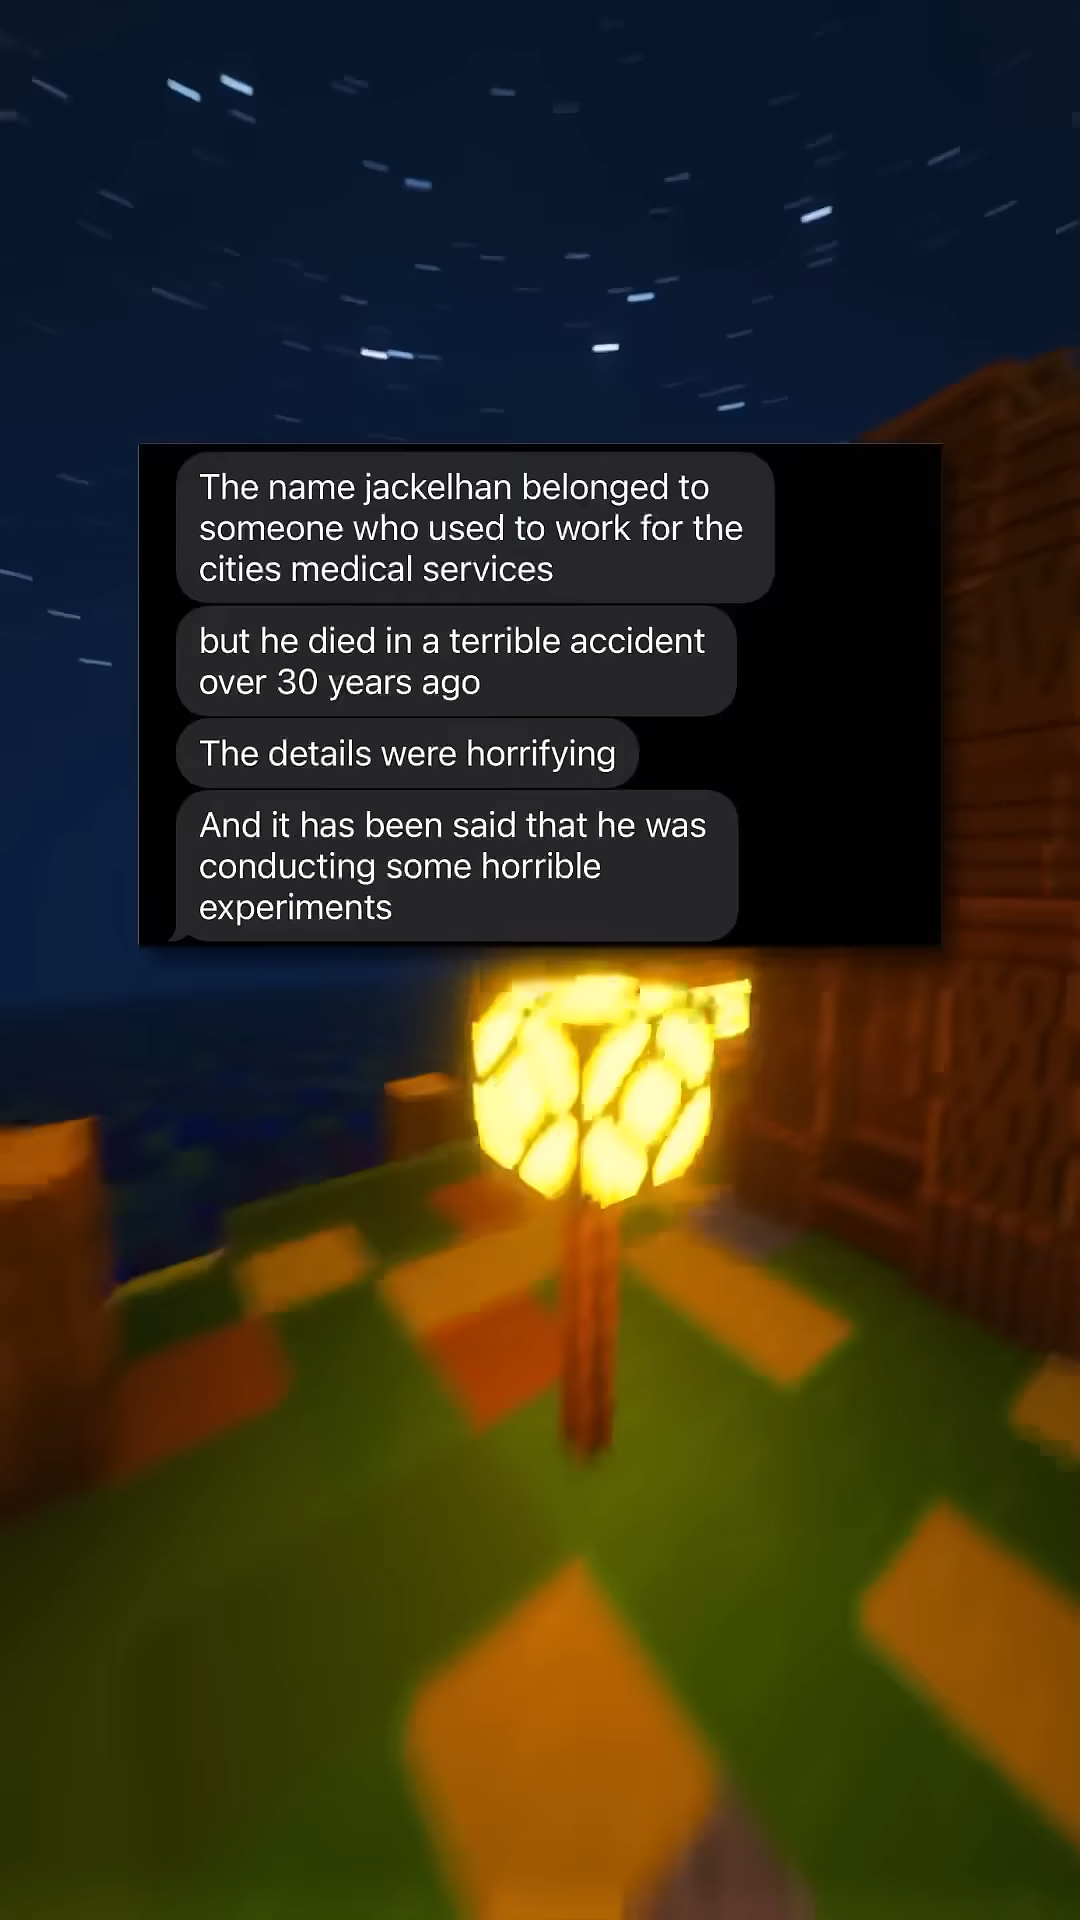 The name jackelhan belonged to
someone who used to work for the
cities medical services
but he died in a terrible accident
over 30 years ago
The details were horrifying
And it has been said that he was
conducting some horrible
experiments